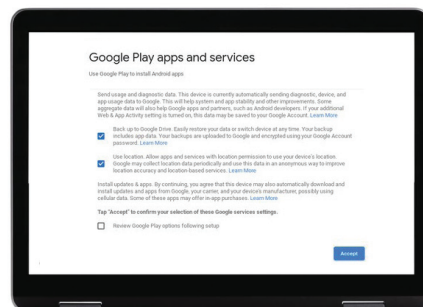 Google Play apps and services
Use Google Play to install Android apps
Send usage and diagnostic data. This device is currently automatically sending diagnostic, device, and
app usage data to Google. This will help system and app stability and other improvements. Some
aggregate data will also help Google apps and partners, such as Android developers. If your additional
Web & App Activity setting is turned on, this data may be saved to your Google Account. Learn More
Back up to Google Drive. Easily restore your data or switch device at any time. Your backup
includes app data. Your backups are uploaded to Google and encrypted using your Google Account
password. Learn More
Use location. Allow apps and services with location permission to use your device's location.
Google may collect location data periodically and use this data in an anonymous way to improve
location accuracy and location-based services. Learn More
Install updates & apps. By continuing, you agree that this device may also automatically download and
install updates and apps from Google, your carrier, and your device's manufacturer, possibly using
cellular data. Some of these apps may offer in-app purchases. Learn More
Tap "Accept" to confirm your selection of these Google services settings.
Review Google Play options following setup
Accept